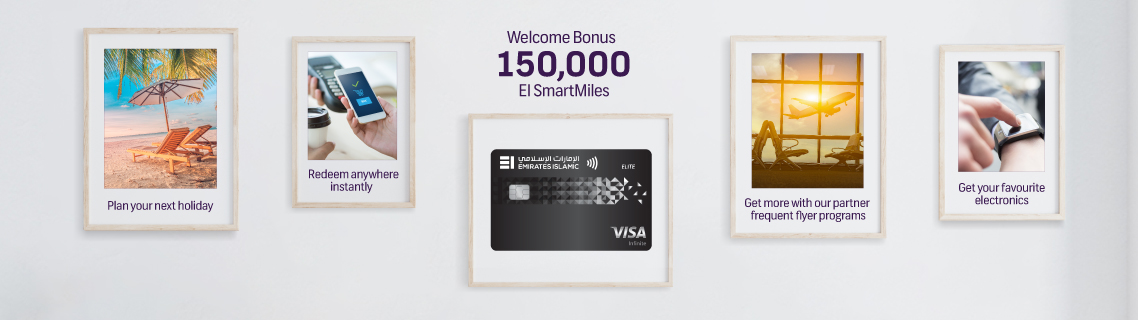 Welcome Bonus
150,000
EI SmartMiles
Plan your next holiday
Redeem anywhere
instantly
EI
الإمارات الإسلامي
EMIRATES ISLAMIC
ELITE
VISA
Infinite
Get more with our partner
frequent flyer programs
Get your favourite
electronics